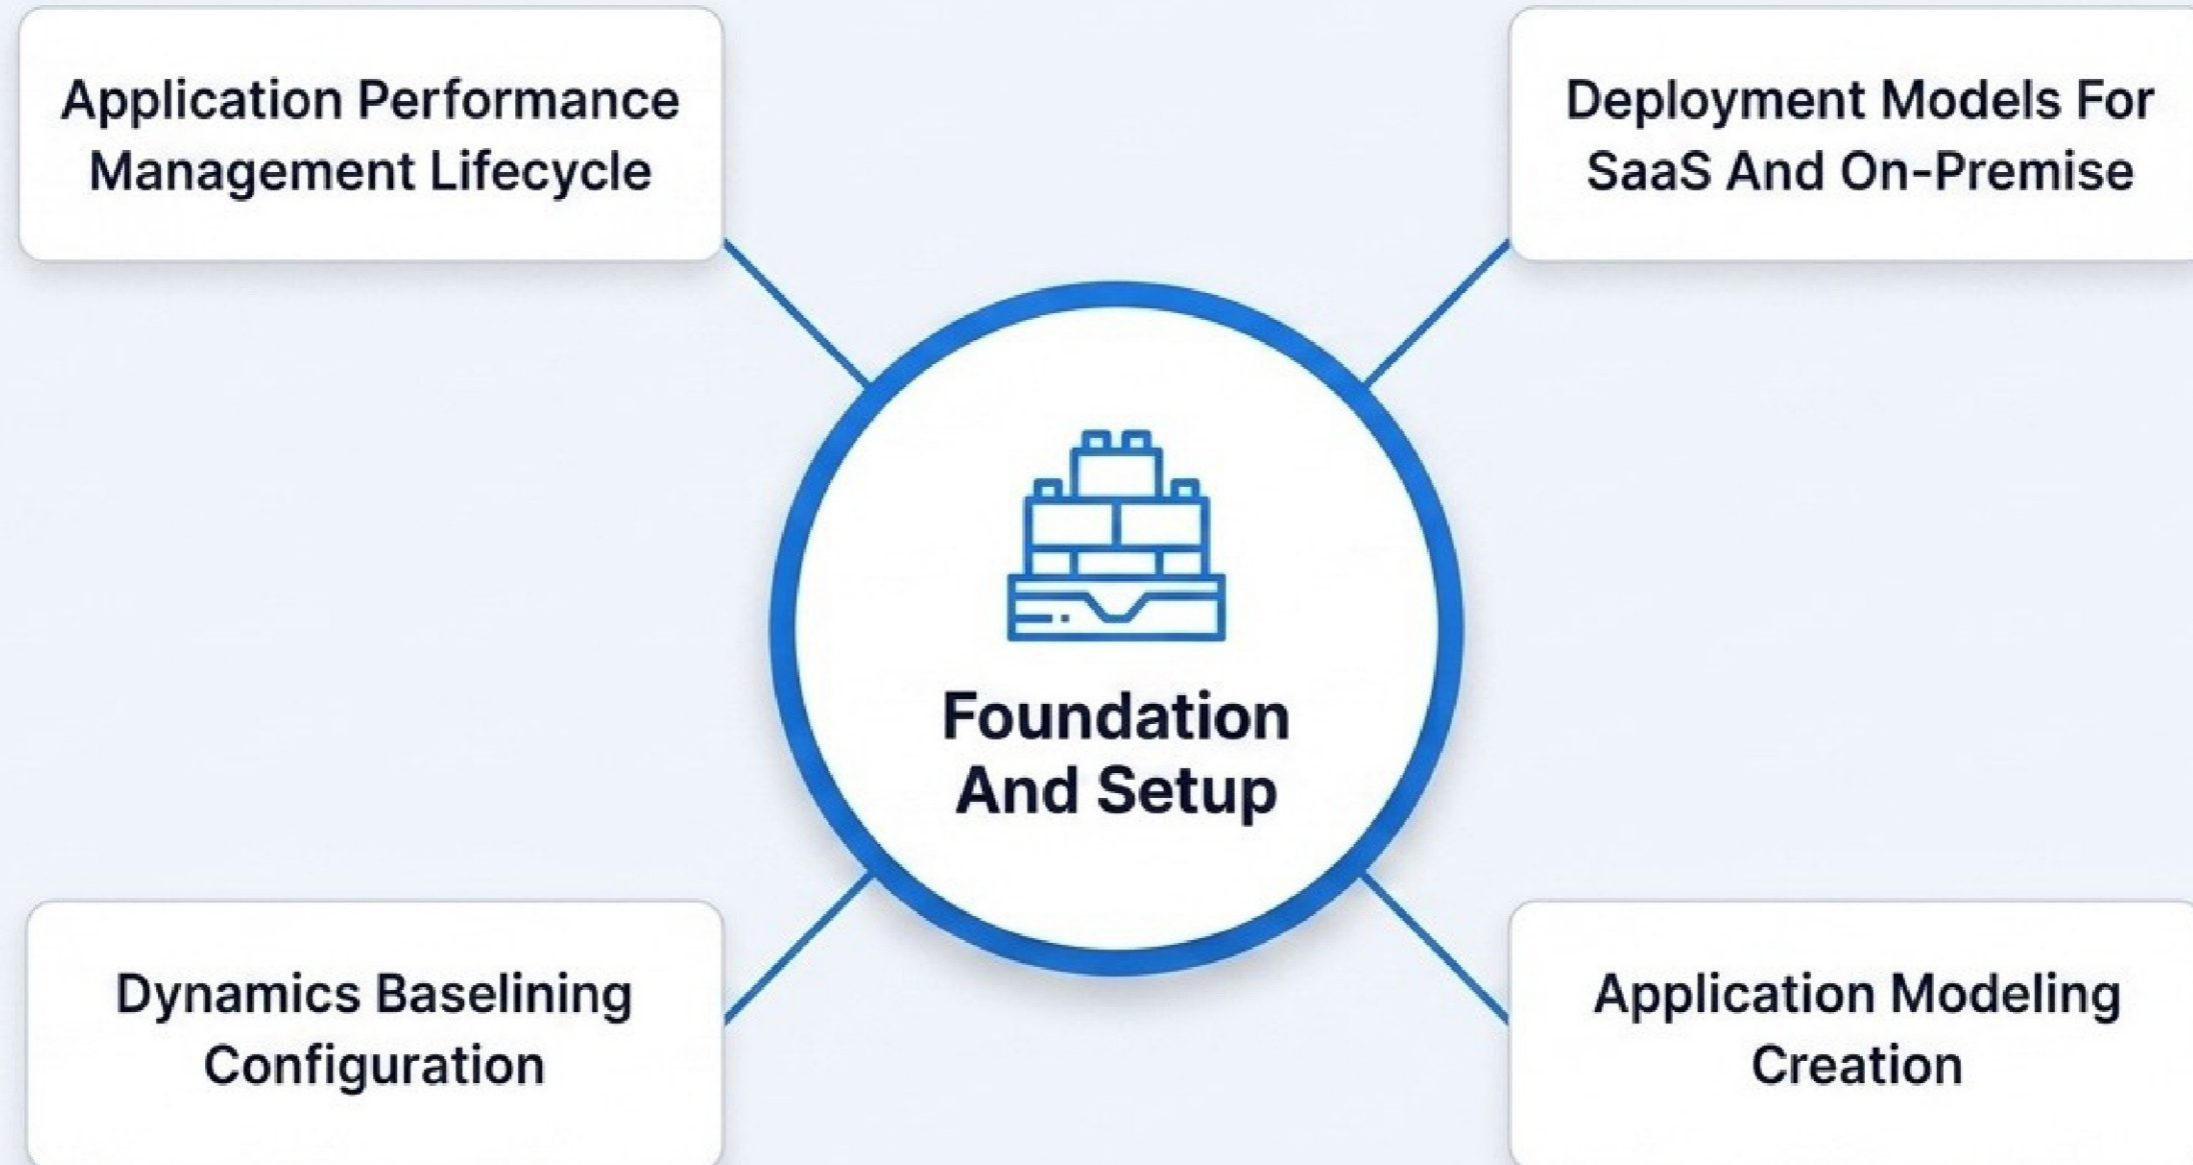 Application Performance
Management Lifecycle
Deployment Models For
SaaS And On-Premise
Foundation
And Setup
Dynamics Baselining
Configuration
Application Modeling
Creation